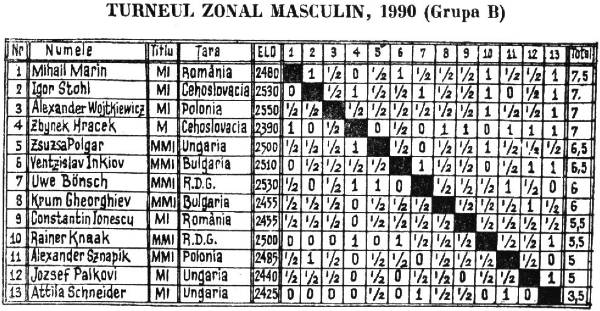 TURNEUL ZONAL MASCULIN, 1990 (Grupa B)
Nr Numele Titlu Țara ELO 1 2 3 4 5 6 7 8 9 10 11 12 13 Total
1 Mihail Marin MI România 2480 1 ½ 0 ½ 1 ½ ½ ½ 1 ½ ½ 1 7,5
2 Igor Stohl MI Cehoslovacia 2530 0 ½ 1 ½ ½ 1 ½ ½ 1 0 ½ 1 7
3 Alexander Wojtkiewicz MI Polonia 2550 ½ ½ ½ ½ ½ ½ ½ ½ 1 ½ ½ 1 7
4 Zbynek Hracek M Cehoslovacia 2390 1 0 ½ 0 ½ 0 1 1 0 1 1 1 7
5 Zsuzsa Polgar MMI Ungaria 2500 ½ ½ ½ 1 ½ 0 ½ ½ 1 ½ ½ ½ 6,5
6 Ventzislav Inkiov MMI Bulgaria 2510 0 ½ ½ ½ ½ 1 ½ ½ 0 ½ 1 1 6,5
7 Uwe Bönsch MMI R.D.G. 2530 ½ 0 ½ 1 1 0 ½ ½ ½ 1 ½ 0 6
8 Krum Gheorghiev MMI Bulgaria 2455 ½ ½ ½ 0 ½ ½ ½ ½ ½ ½ ½ 1 6
9 Constantin Ionescu MI România 2455 ½ ½ ½ 0 ½ ½ ½ ½ ½ ½ ½ ½ 5,5
10 Rainer Knaak MMI R.D.G. 2500 0 0 0 1 0 1 ½ ½ ½ ½ ½ 1 5,5
11 Alexander Sznapik MMI Polonia 2485 ½ 1 ½ 0 ½ ½ 0 ½ ½ ½ ½ 0 5
12 Jozsef Palkovi MI Ungaria 2440 ½ ½ ½ 0 ½ 0 ½ ½ ½ ½ ½ ½ 5
13 Attila Schneider MI Ungaria 2425 0 0 0 0 ½ 0 1 0 ½ 0 1 ½ 3,5